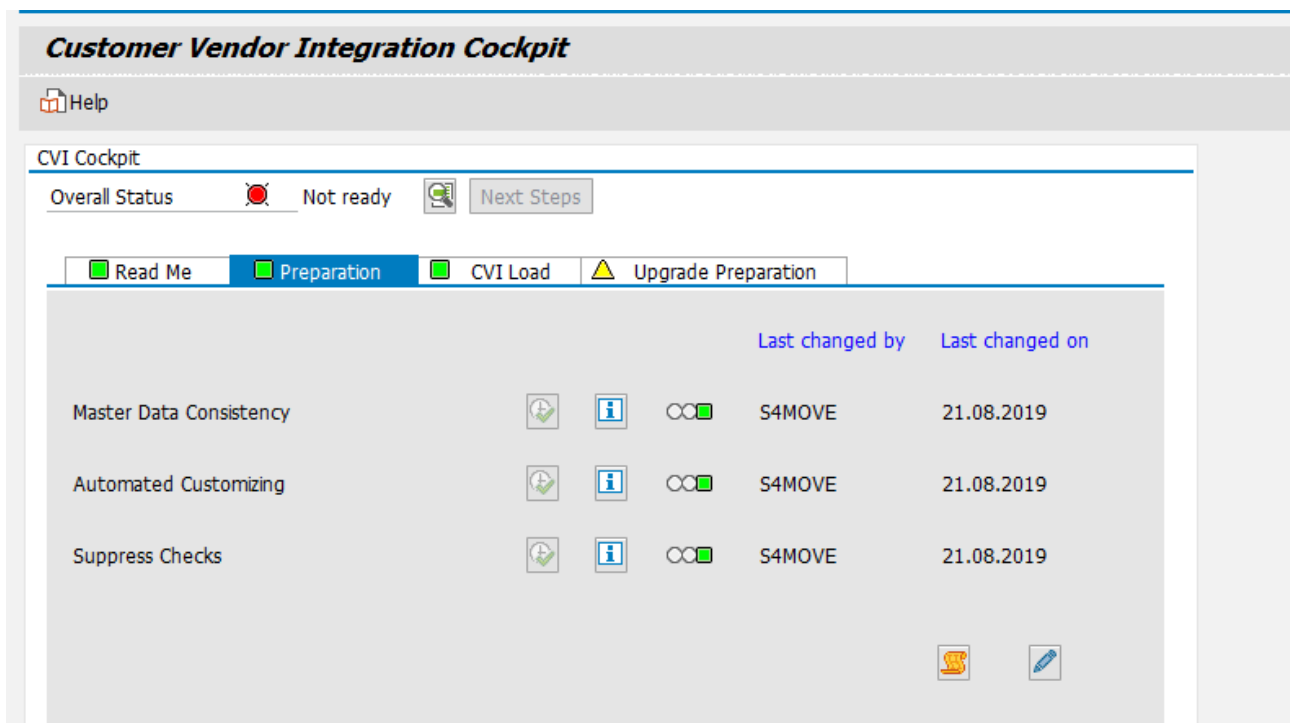 Customer Vendor Integration Cockpit
Help
CVI Cockpit
Overall Status Not ready Next Steps
Read Me Preparation CVI Load Upgrade Preparation
Last changed by Last changed on
Master Data Consistency S4MOVE 21.08.2019
Automated Customizing S4MOVE 21.08.2019
Suppress Checks S4MOVE 21.08.2019